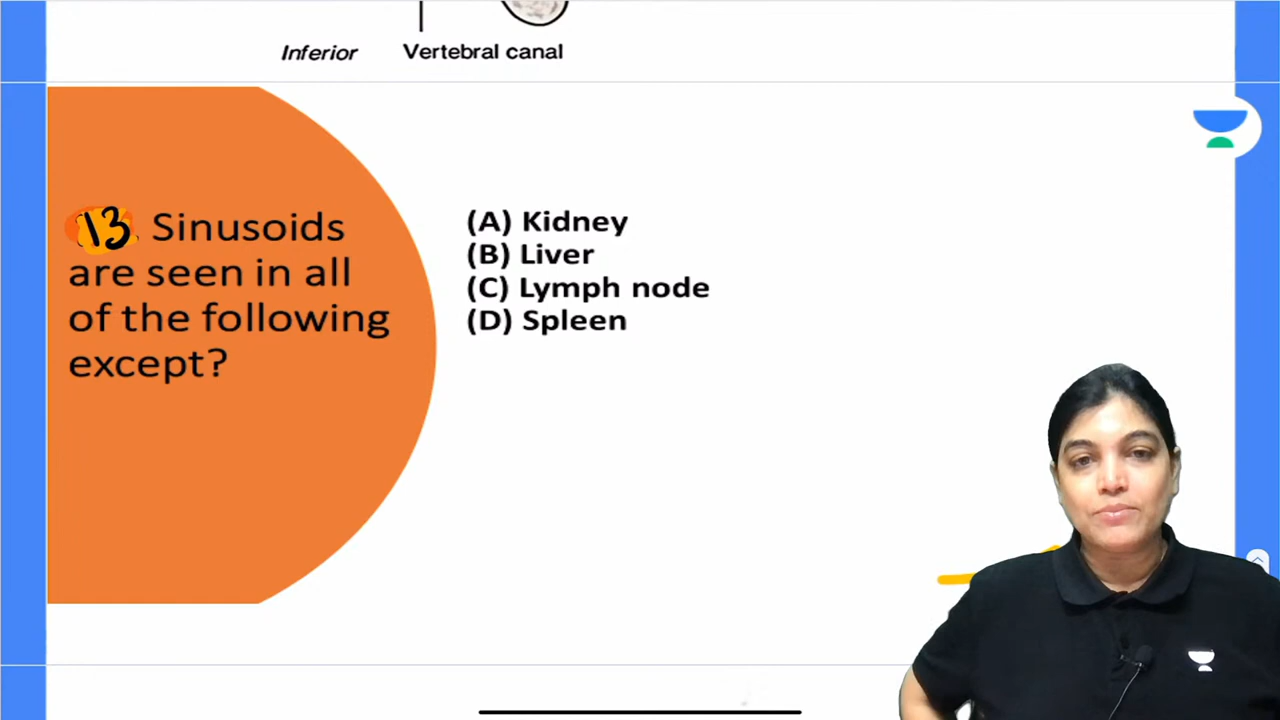 Inferior Vertebral canal
13. Sinusoids
are seen in all
of the following
except?
(A) Kidney
(B) Liver
(C) Lymph node
(D) Spleen